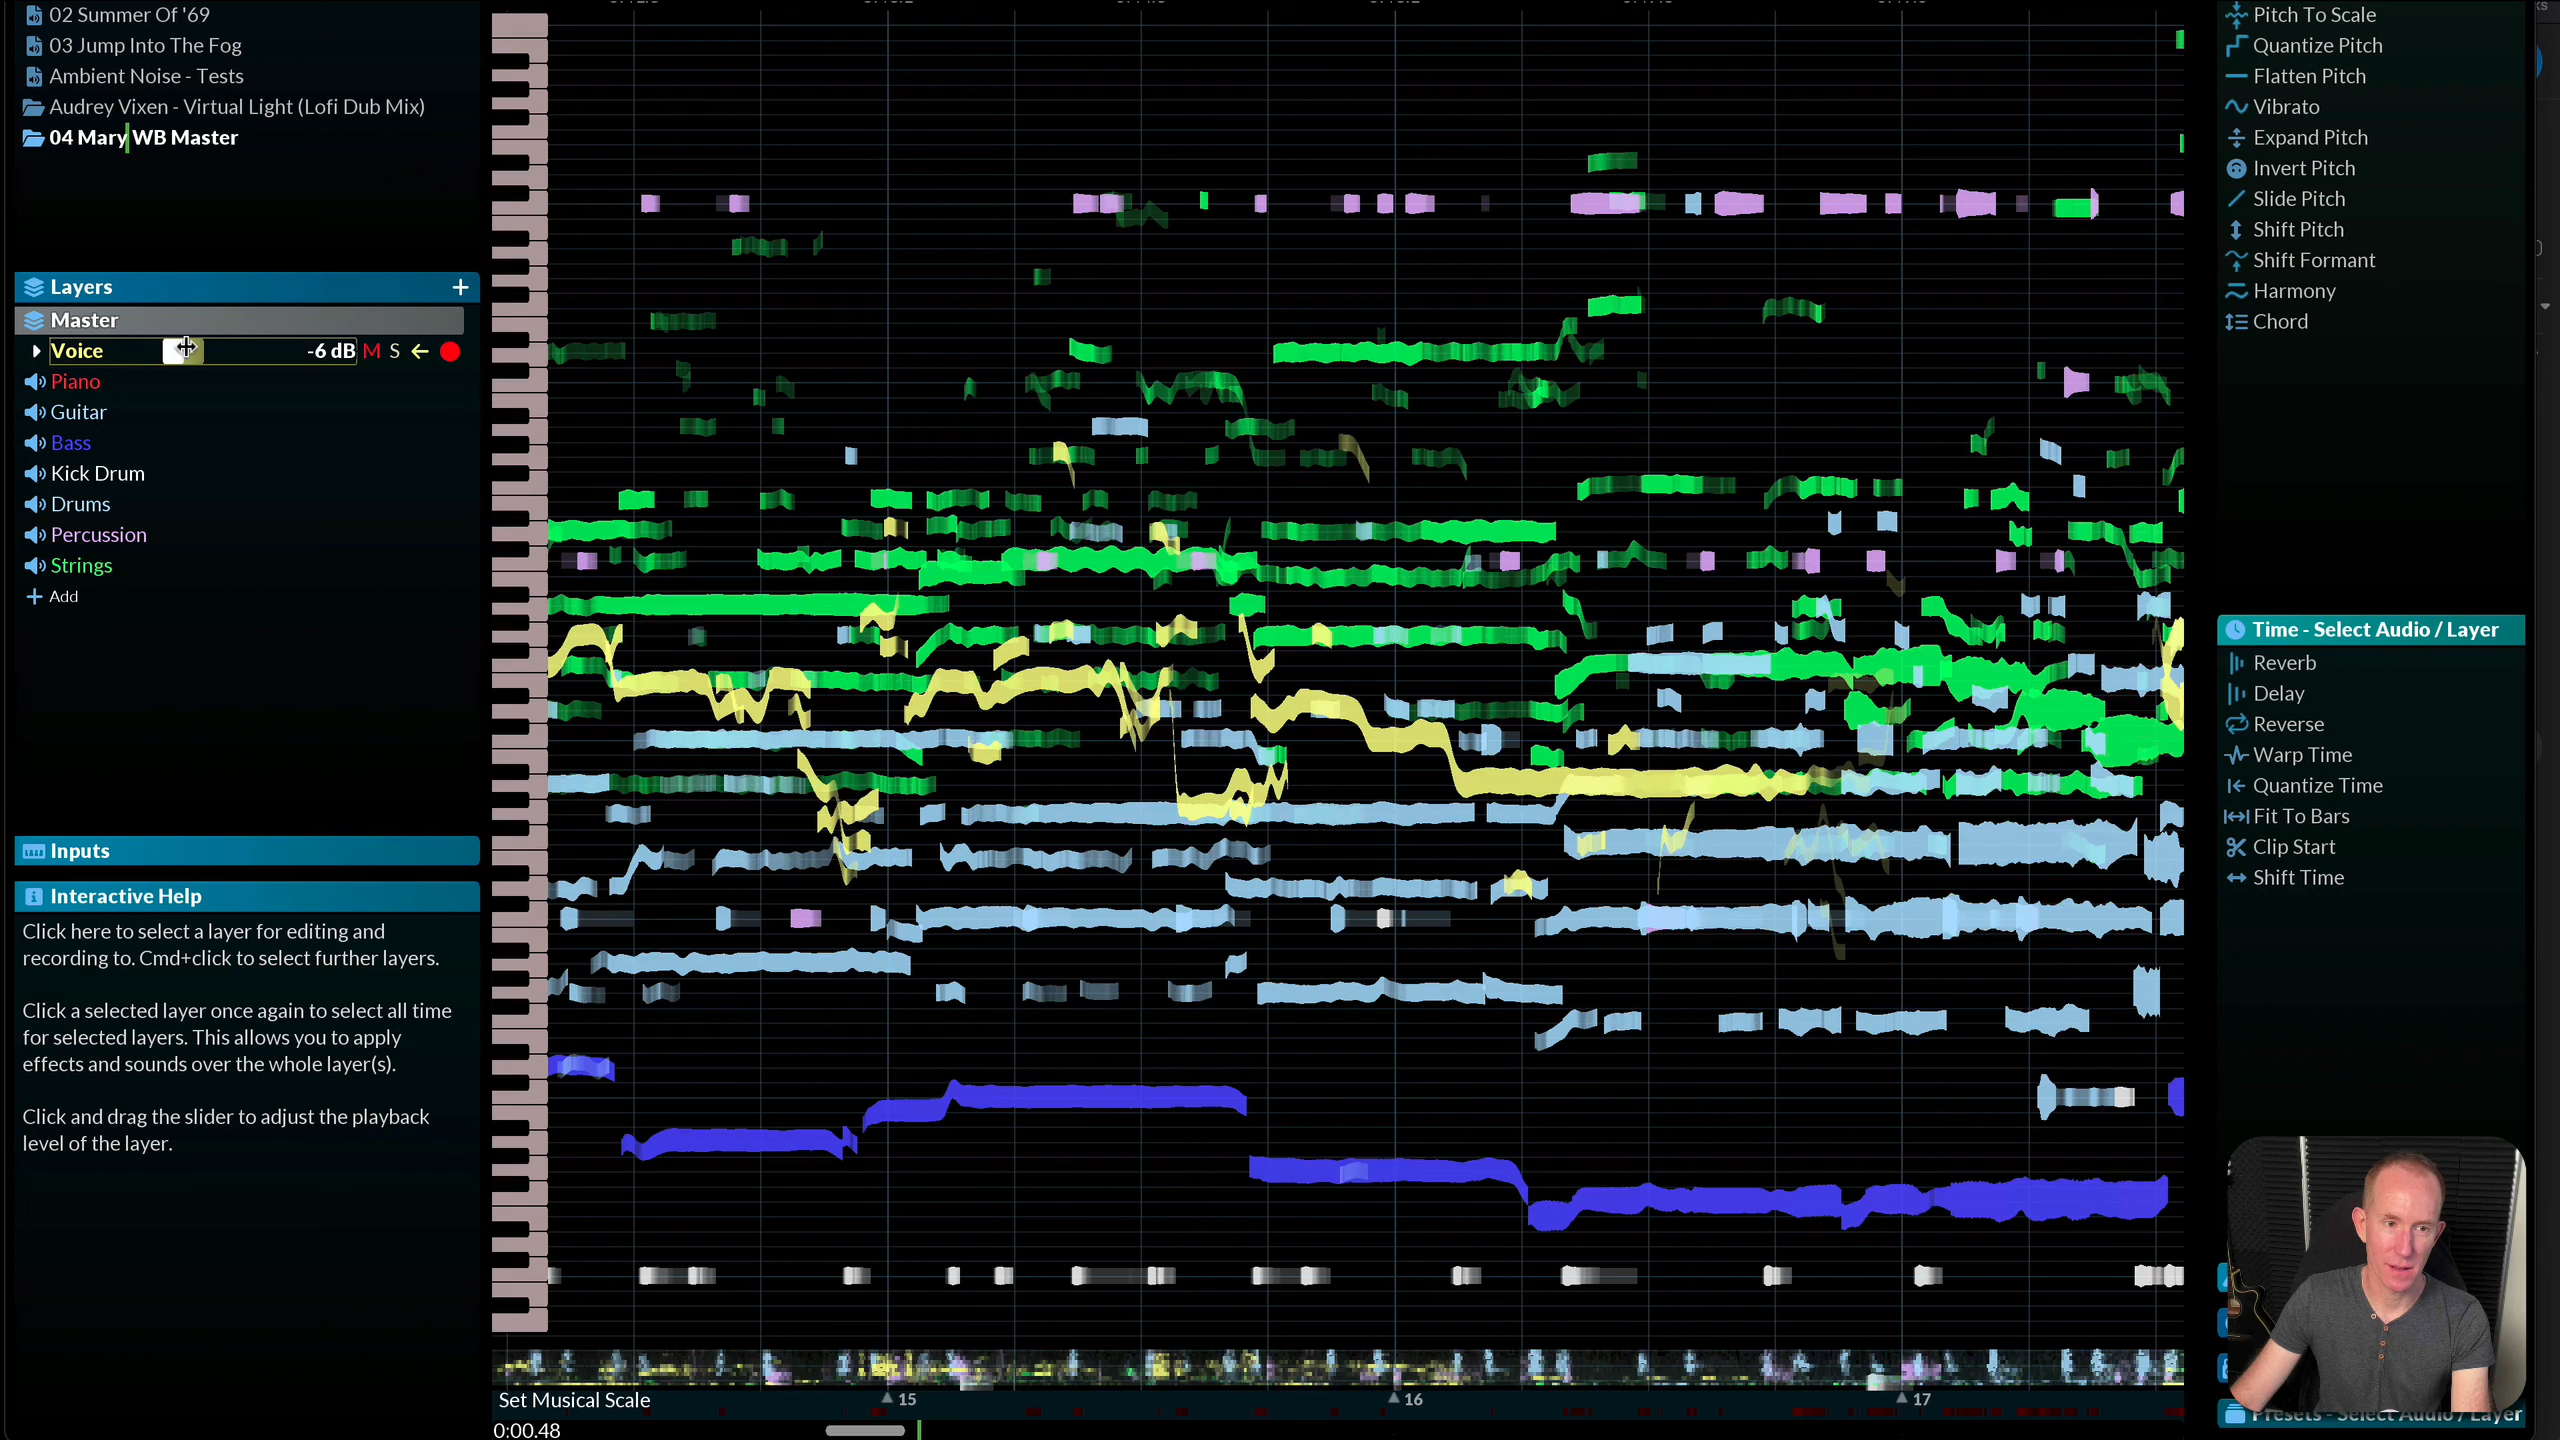 02 Summer Of '69
03 Jump Into The Fog
Ambient Noise - Tests
Audrey Vixen - Virtual Light (Lofi Dub Mix)
04 Mary WB Master
Layers
Master
Voice -6 dB M S
Piano
Guitar
Bass
Kick Drum
Drums
Percussion
Strings
Add
Inputs
Interactive Help
Click here to select a layer for editing and
recording to. Cmd+click to select further layers.
Click a selected layer once again to select all time
for selected layers. This allows you to apply
effects and sounds over the whole layer(s).
Click and drag the slider to adjust the playback
level of the layer.
Set Musical Scale
15
16
17
0:00.48
Pitch To Scale
Quantize Pitch
Flatten Pitch
Vibrato
Expand Pitch
Invert Pitch
Slide Pitch
Shift Pitch
Shift Formant
Harmony
Chord
Time - Select Audio / Layer
Reverb
Delay
Reverse
Warp Time
Quantize Time
Fit To Bars
Clip Start
Shift Time
Presets - Select Audio / Layer